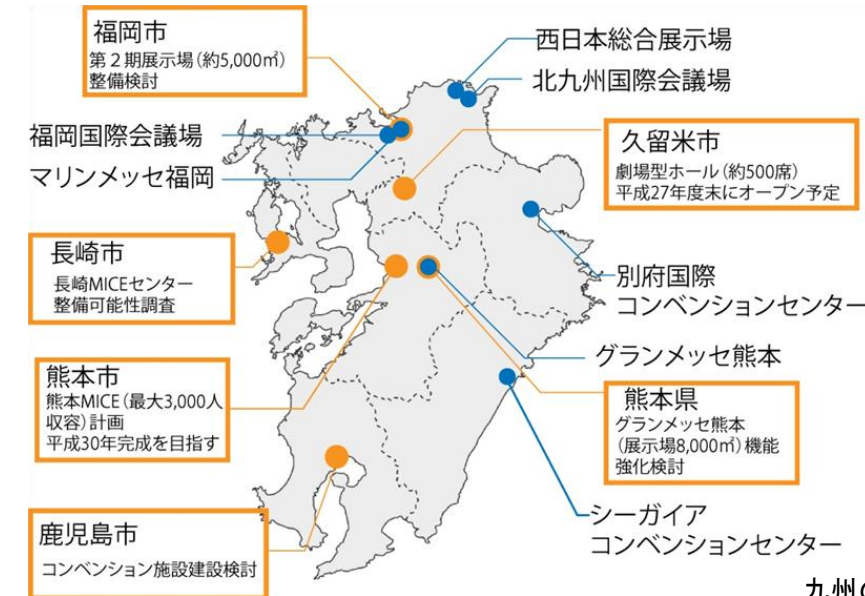 福岡市
第2期展示場(約5,000㎡)
整備検討
西日本総合展示場
北九州国際会議場
福岡国際会議場
マリンメッセ福岡
久留米市
劇場型ホール(約500席)
平成27年度末にオープン予定
長崎市
長崎MICEセンター
整備可能性調査
別府国際
コンベンションセンター
グランメッセ熊本
熊本市
熊本MICE(最大3,000人
収容)計画
平成30年完成を目指す
熊本県
グランメッセ熊本
(展示場8,000㎡)機能
強化検討
シーガイア
コンベンションセンター
鹿児島市
コンベンション施設建設検討
九州の